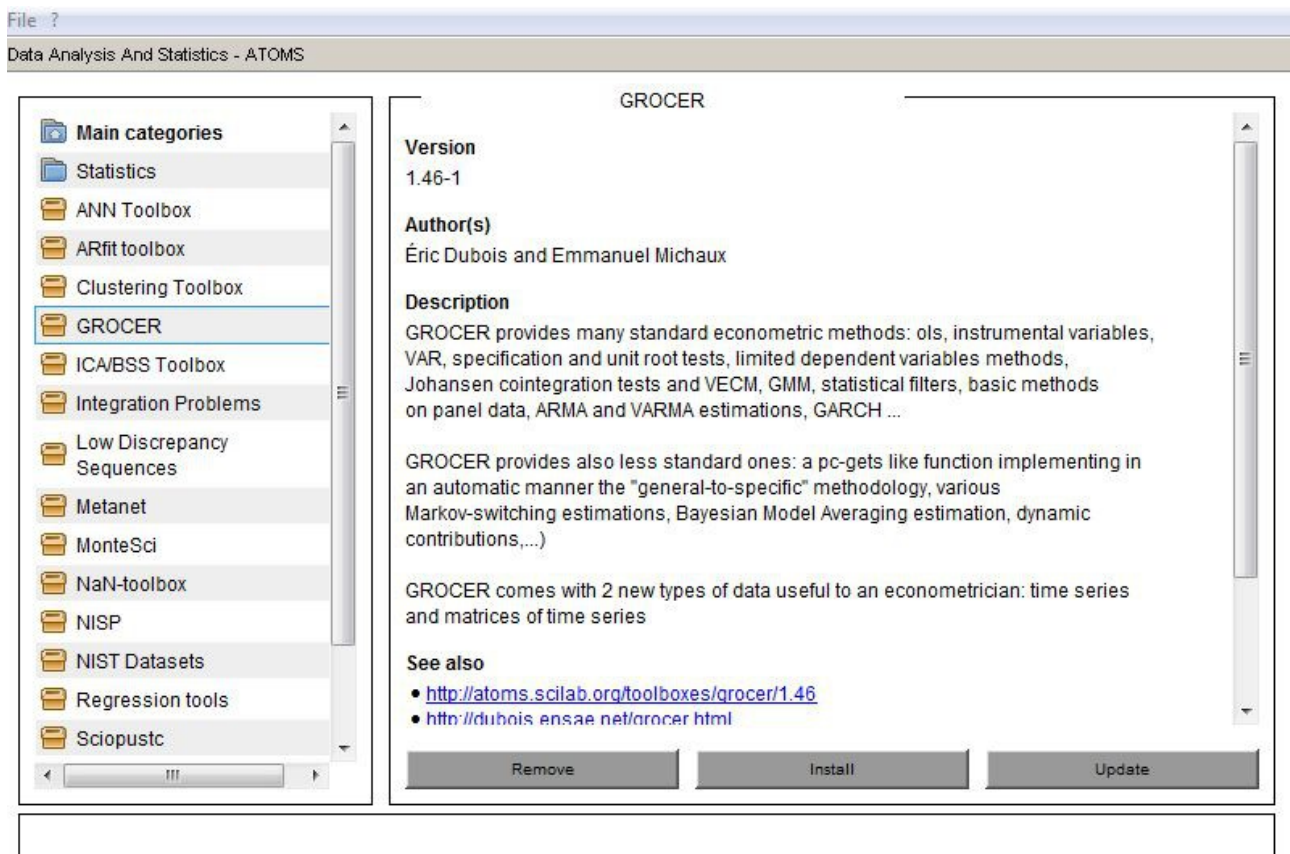 File ?
Data Analysis And Statistics - ATOMS
Main categories
Statistics
ANN Toolbox
ARfit toolbox
Clustering Toolbox
GROCER
ICA/BSS Toolbox
Integration Problems
Low Discrepancy
Sequences
Metanet
MonteSci
NaN-toolbox
NISP
NIST Datasets
Regression tools
Sciopustc
GROCER
Version
1.46-1
Author(s)
Éric Dubois and Emmanuel Michaux
Description
GROCER provides many standard econometric methods: ols, instrumental variables,
VAR, specification and unit root tests, limited dependent variables methods,
Johansen cointegration tests and VECM, GMM, statistical filters, basic methods
on panel data, ARMA and VARMA estimations, GARCH ...
GROCER provides also less standard ones: a pc-gets like function implementing in
an automatic manner the "general-to-specific" methodology, various
Markov-switching estimations, Bayesian Model Averaging estimation, dynamic
contributions,...)
GROCER comes with 2 new types of data useful to an econometrician: time series
and matrices of time series
See also
• http://atoms.scilab.org/toolboxes/grocer/1.46
• http://dubois.ensae.net/grocer.html
Remove
Install
Update